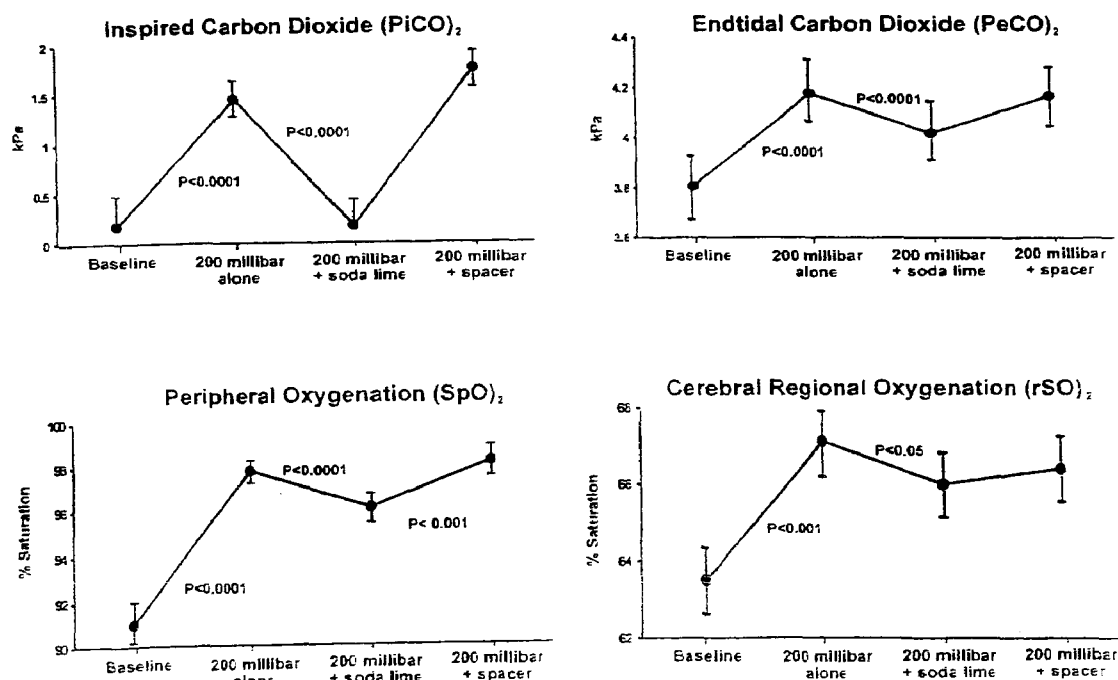 Inspired Carbon Dioxide (PiCO)₂
2
1.5
1
0.5
0
kPa
P<0.0001
P<0.0001
Baseline
200 millibar alone
200 millibar + soda lime
200 millibar + spacer
Endtidal Carbon Dioxide (PeCO)₂
4.4
4.2
4
3.8
3.6
kPa
P<0.0001
P<0.0001
Baseline
200 millibar alone
200 millibar + soda lime
200 millibar + spacer
Peripheral Oxygenation (SpO)₂
100
98
96
94
92
90
% Saturation
P<0.0001
P<0.0001
P< 0.001
Baseline
200 millibar alone
200 millibar + soda lime
200 millibar + spacer
Cerebral Regional Oxygenation (rSO)₂
68
66
64
62
% Saturation
P<0.05
P<0.001
Baseline
200 millibar alone
200 millibar + soda lime
200 millibar + spacer